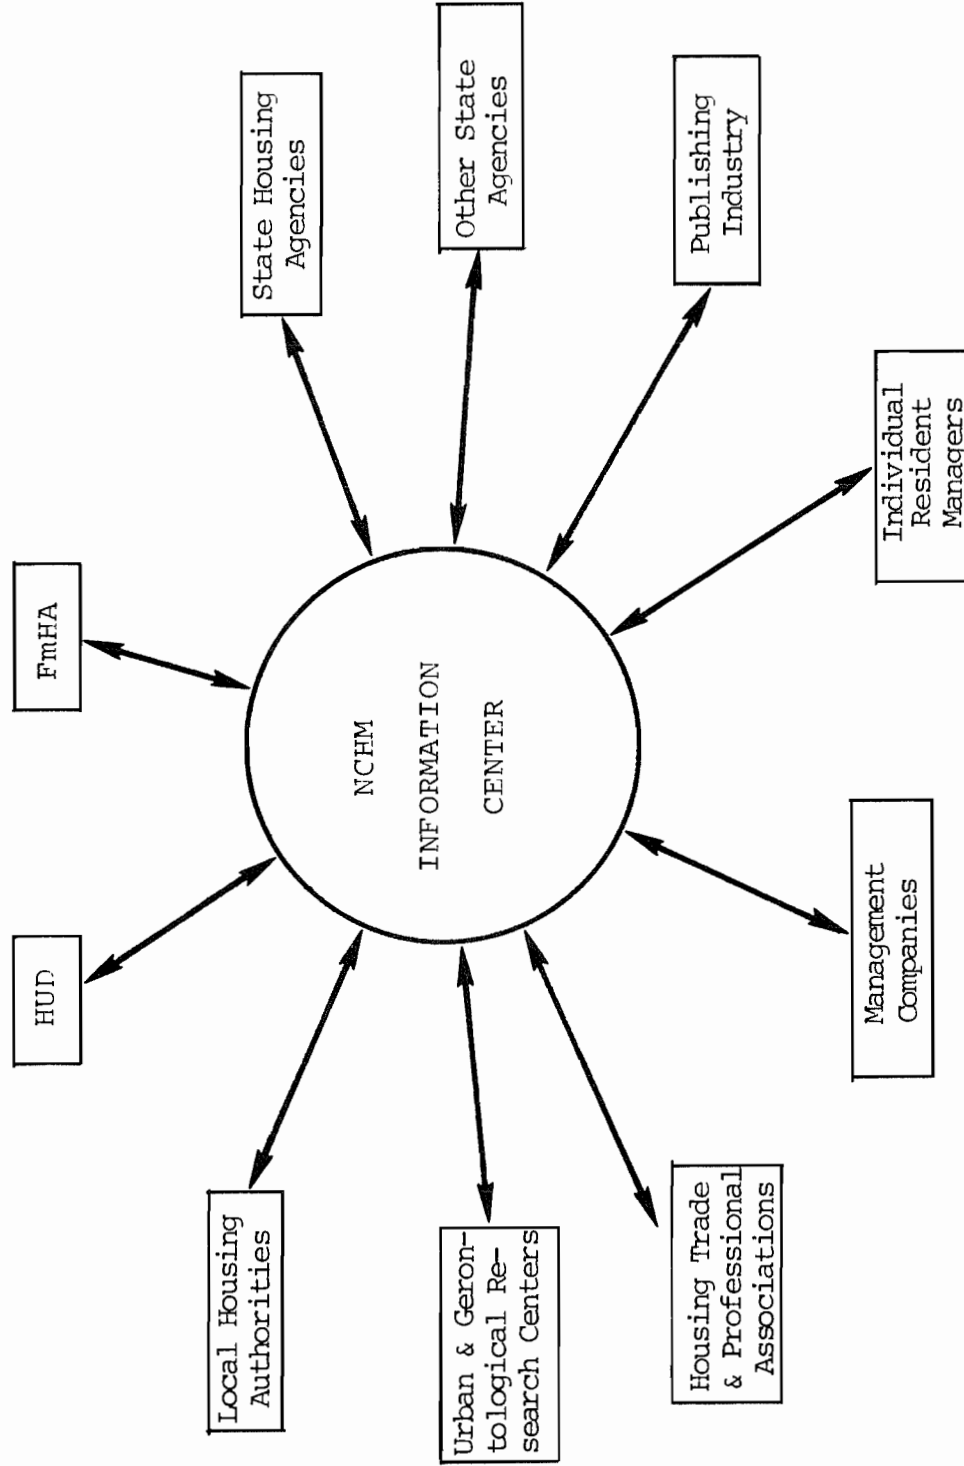 HUD
FmHA
Local Housing
Authorities
State Housing
Agencies
NCHM
INFORMATION
CENTER
Urban & Geron-
tological Re-
search Centers
Other State
Agencies
Housing Trade
& Professional
Associations
Publishing
Industry
Management
Companies
Individual
Resident
Managers